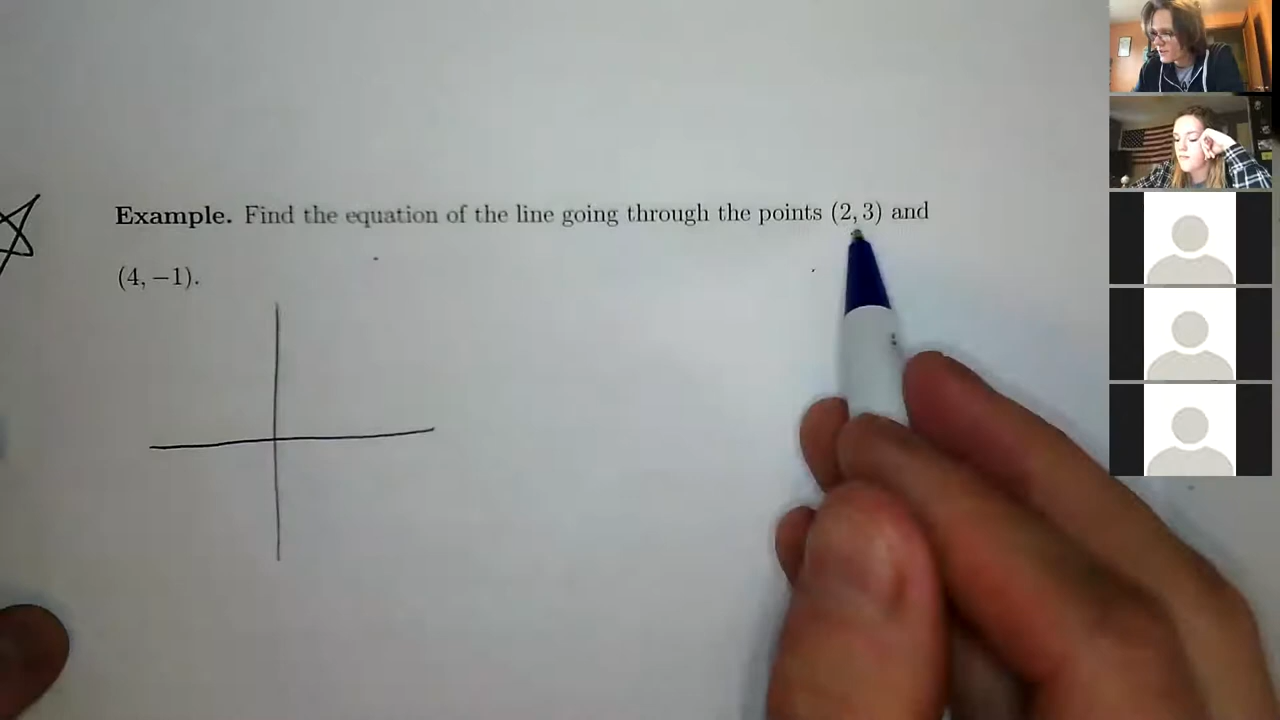 Example. Find the equation of the line going through the points (2, 3) and
(4, −1).